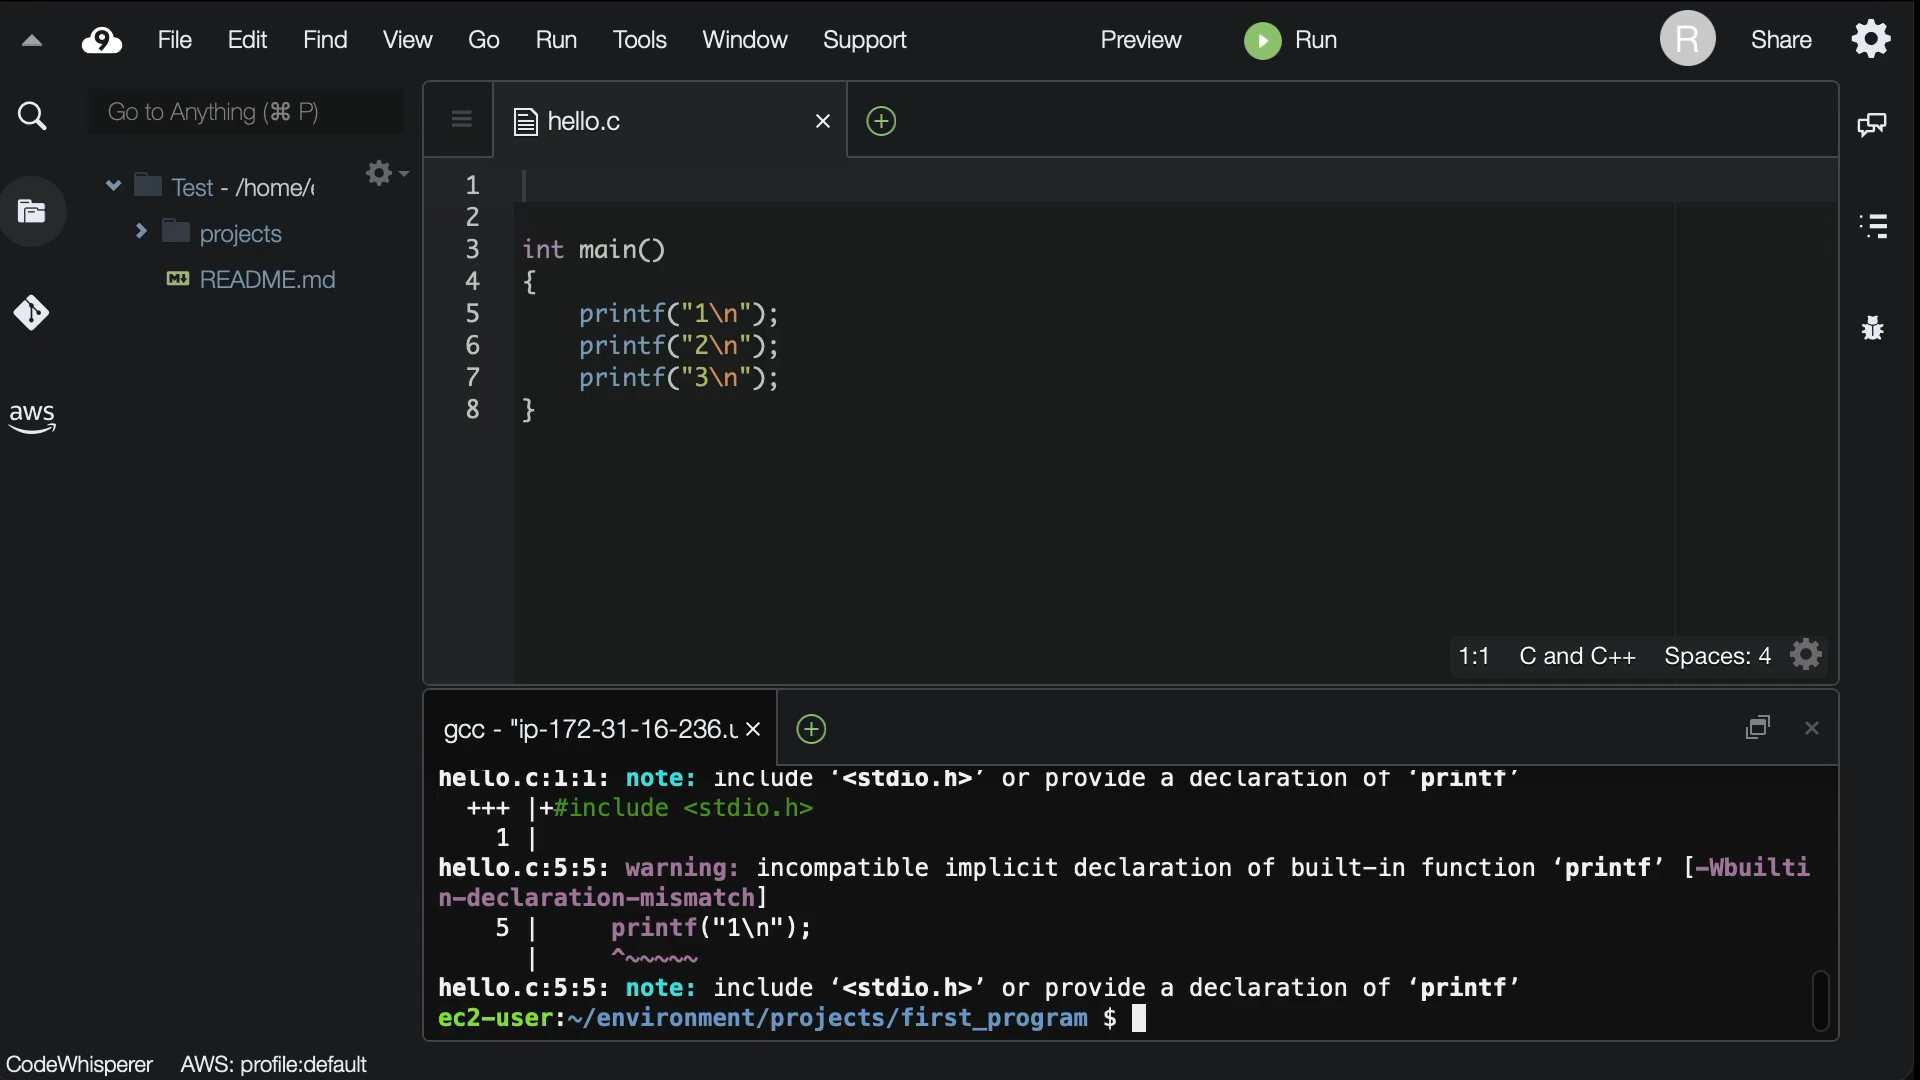 9 File Edit Find View Go Run Tools Window Support Preview Run R Share
Go to Anything (⌘ P)
hello.c
Test - /home/
projects
README.md
aws
1
2
3 int main()
4 {
5     printf("1\n");
6     printf("2\n");
7     printf("3\n");
8 }
1:1 C and C++ Spaces: 4
gcc - "ip-172-31-16-236.
hello.c:1:1: note: include ‘<stdio.h>’ or provide a declaration of ‘printf’
+++ |+#include <stdio.h>
1 |
hello.c:5:5: warning: incompatible implicit declaration of built-in function ‘printf’ [-Wbuilti
n-declaration-mismatch]
5 |     printf("1\n");
|     ^~~~~~
hello.c:5:5: note: include ‘<stdio.h>’ or provide a declaration of ‘printf’
ec2-user:~/environment/projects/first_program $
CodeWhisperer AWS: profile:default